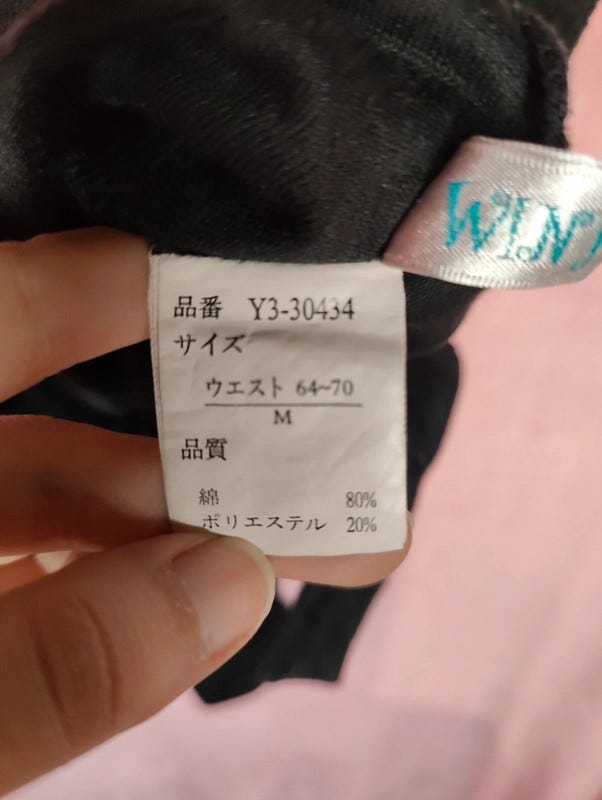 品番 Y3-30434
サイズ
ウエスト 64~70
M
品質
綿 80%
ポリエステル 20%